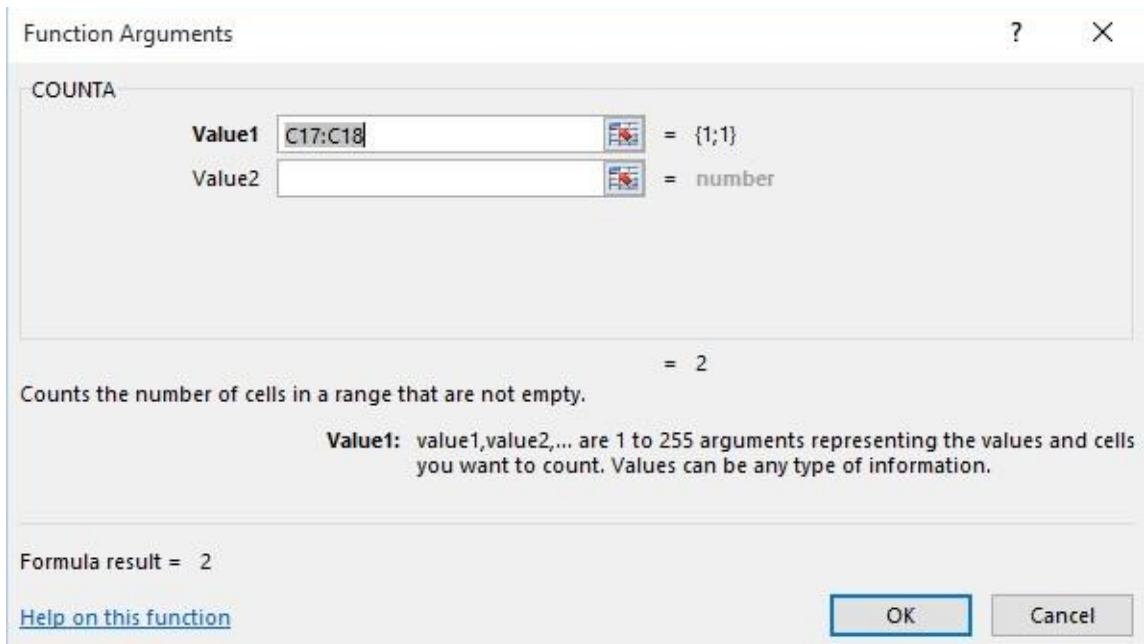 Function Arguments ? X
COUNTA
Value1 C17:C18 = {1;1}
Value2 = number
= 2
Counts the number of cells in a range that are not empty.
Value1: value1,value2,... are 1 to 255 arguments representing the values and cells
you want to count. Values can be any type of information.
Formula result = 2
Help on this function OK Cancel